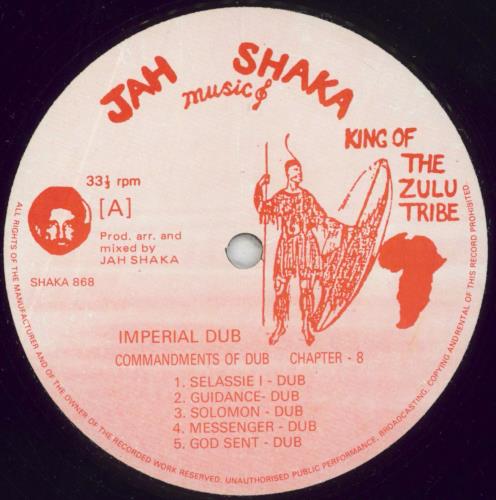 JAH SHAKA
music
KING OF
THE
ZULU
TRIBE
33⅓ rpm
[A]
Prod. arr. and
mixed by
JAH SHAKA
SHAKA 868
IMPERIAL DUB
COMMANDMENTS OF DUB CHAPTER - 8
1. SELASSIE I - DUB
2. GUIDANCE- DUB
3. SOLOMON - DUB
4. MESSENGER - DUB
5. GOD SENT - DUB
ALL RIGHTS OF THE MANUFACTURER AND OF THE OWNER OF THE RECORDED WORK RESERVED. UNAUTHORISED PUBLIC PERFORMANCE, BROADCASTING, COPYING AND RENTAL OF THIS RECORD PROHIBITED.